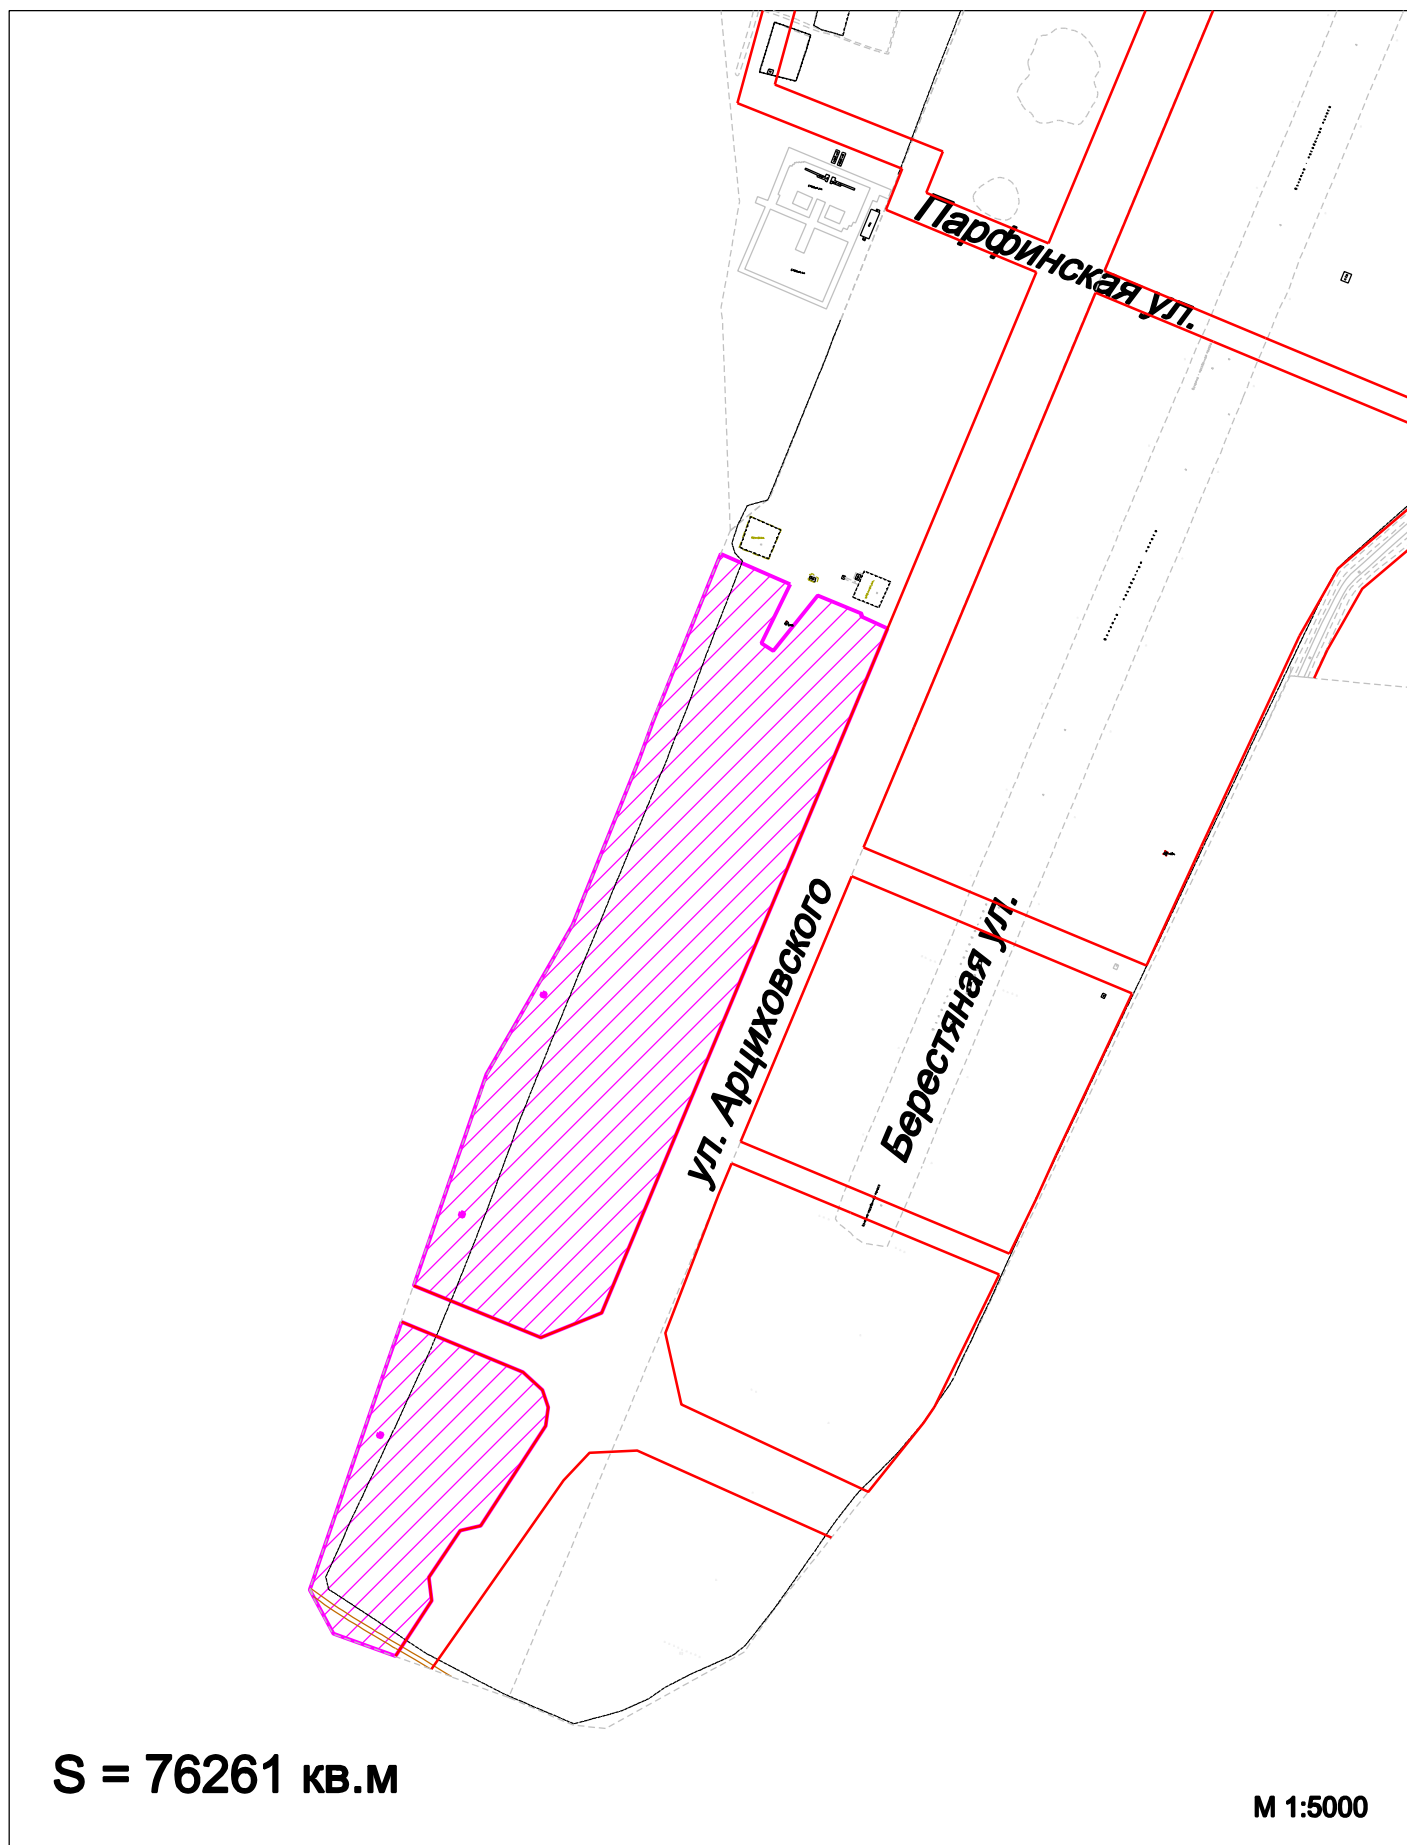 Парфинская ул.
ул. Арциховского
Берестяная ул.
S = 76261 кв.м
М 1:5000